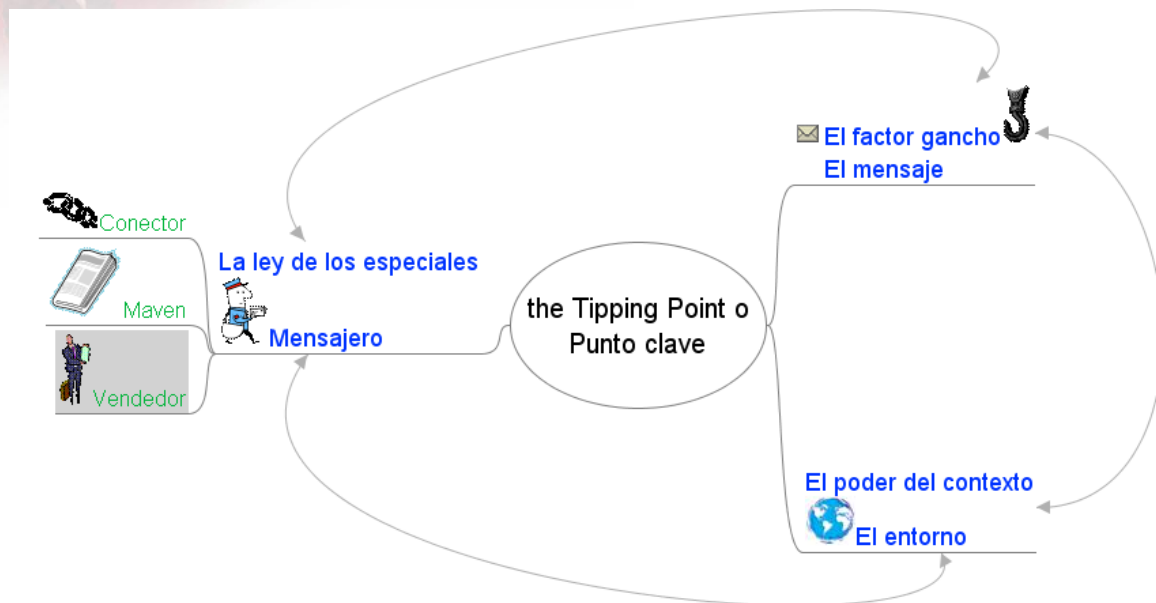 the Tipping Point o
Punto clave
La ley de los especiales
Mensajero
Conector
Maven
Vendedor
El factor gancho
El mensaje
El poder del contexto
El entorno